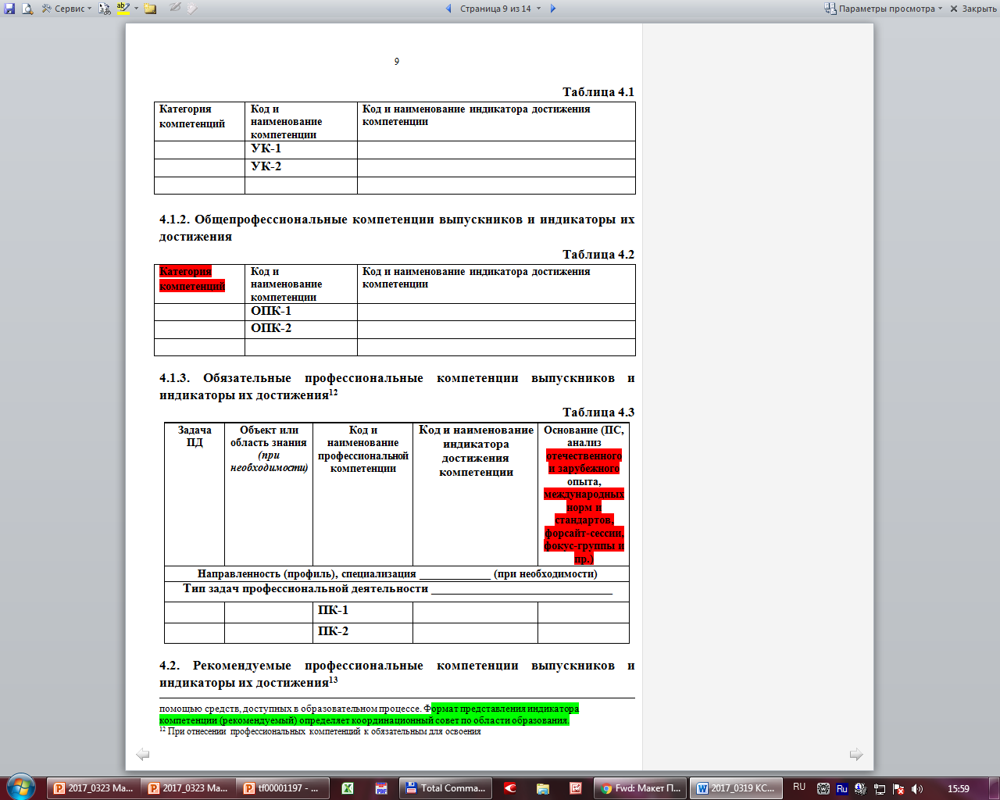 Сервис
Страница 9 из 14
Параметры просмотра
Закрыть
9
Таблица 4.1
Категория компетенций
Код и наименование компетенции
Код и наименование индикатора достижения компетенции
УК-1
УК-2
4.1.2. Общепрофессиональные компетенции выпускников и индикаторы их
достижения
Таблица 4.2
Категория компетенций
Код и наименование компетенции
Код и наименование индикатора достижения компетенции
ОПК-1
ОПК-2
4.1.3. Обязательные профессиональные компетенции выпускников и
индикаторы их достижения12
Таблица 4.3
Задача ПД
Объект или область знания (при необходимости)
Код и наименование профессиональной компетенции
Код и наименование индикатора достижения компетенции
Основание (ПС, анализ отечественного и зарубежного опыта, международных норм и стандартов, форсайт-сессии, фокус-группы и пр.)
Направленность (профиль), специализация ____________ (при необходимости)
Тип задач профессиональной деятельности ____________________________
ПК-1
ПК-2
4.2. Рекомендуемые профессиональные компетенции выпускников и
индикаторы их достижения13
помощью средств, доступных в образовательном процессе. Формат представления индикатора
компетенции (рекомендуемый) определяет координационный совет по области образования.
12 При отнесении профессиональных компетенций к обязательным для освоения
2017_0323 Ма...
2017_0323 Ма...
tf00001197 - ...
Total Comma...
Fwd: Макет П...
2017_0319 КС...
RU
Ru
15:59